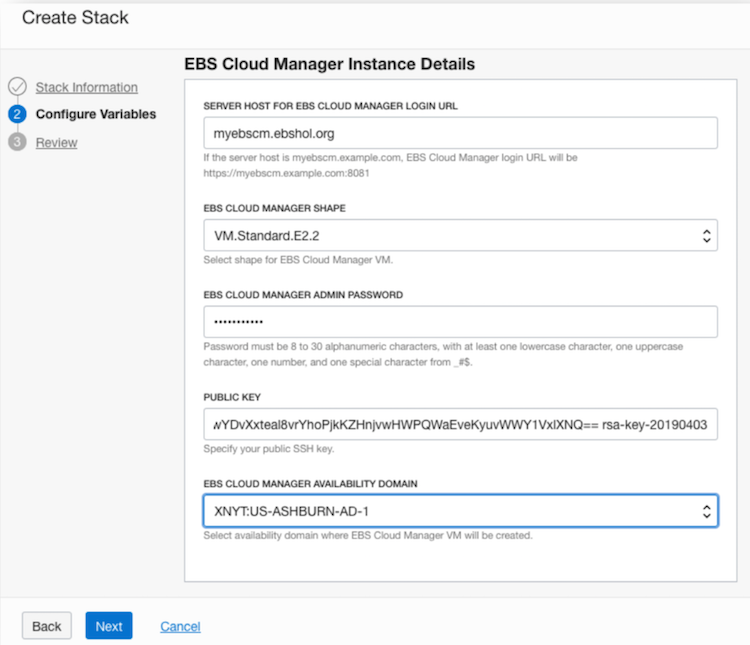 Create Stack
EBS Cloud Manager Instance Details
Stack Information
2 Configure Variables
3 Review
SERVER HOST FOR EBS CLOUD MANAGER LOGIN URL
myebscm.ebshol.org
If the server host is myebscm.example.com, EBS Cloud Manager login URL will be
https://myebscm.example.com:8081
EBS CLOUD MANAGER SHAPE
VM.Standard.E2.2
Select shape for EBS Cloud Manager VM.
EBS CLOUD MANAGER ADMIN PASSWORD
•••••••••••
Password must be 8 to 30 alphanumeric characters, with at least one lowercase character, one uppercase
character, one number, and one special character from _#$.
PUBLIC KEY
rsa-key-20190403
Specify your public SSH key.
EBS CLOUD MANAGER AVAILABILITY DOMAIN
XNYT:US-ASHBURN-AD-1
Select availability domain where EBS Cloud Manager VM will be created.
Back Next Cancel